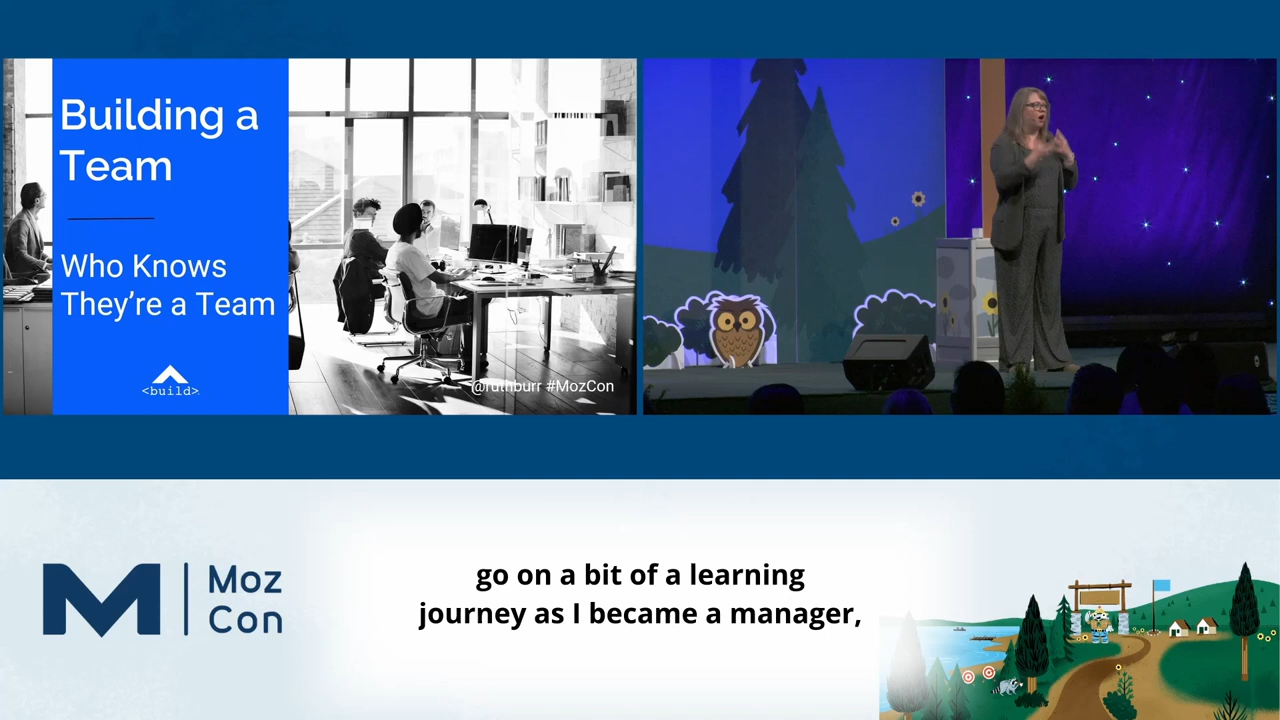 Building a
Team
Who Knows
They're a Team
<build>
@ruthburr #MozCon
Moz
Con
go on a bit of a learning
journey as I became a manager,